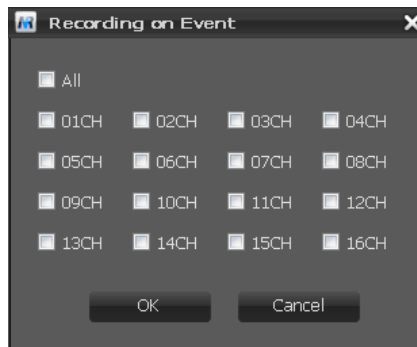 Recording on Event
All
01CH 02CH 03CH 04CH
05CH 06CH 07CH 08CH
09CH 10CH 11CH 12CH
13CH 14CH 15CH 16CH
OK Cancel